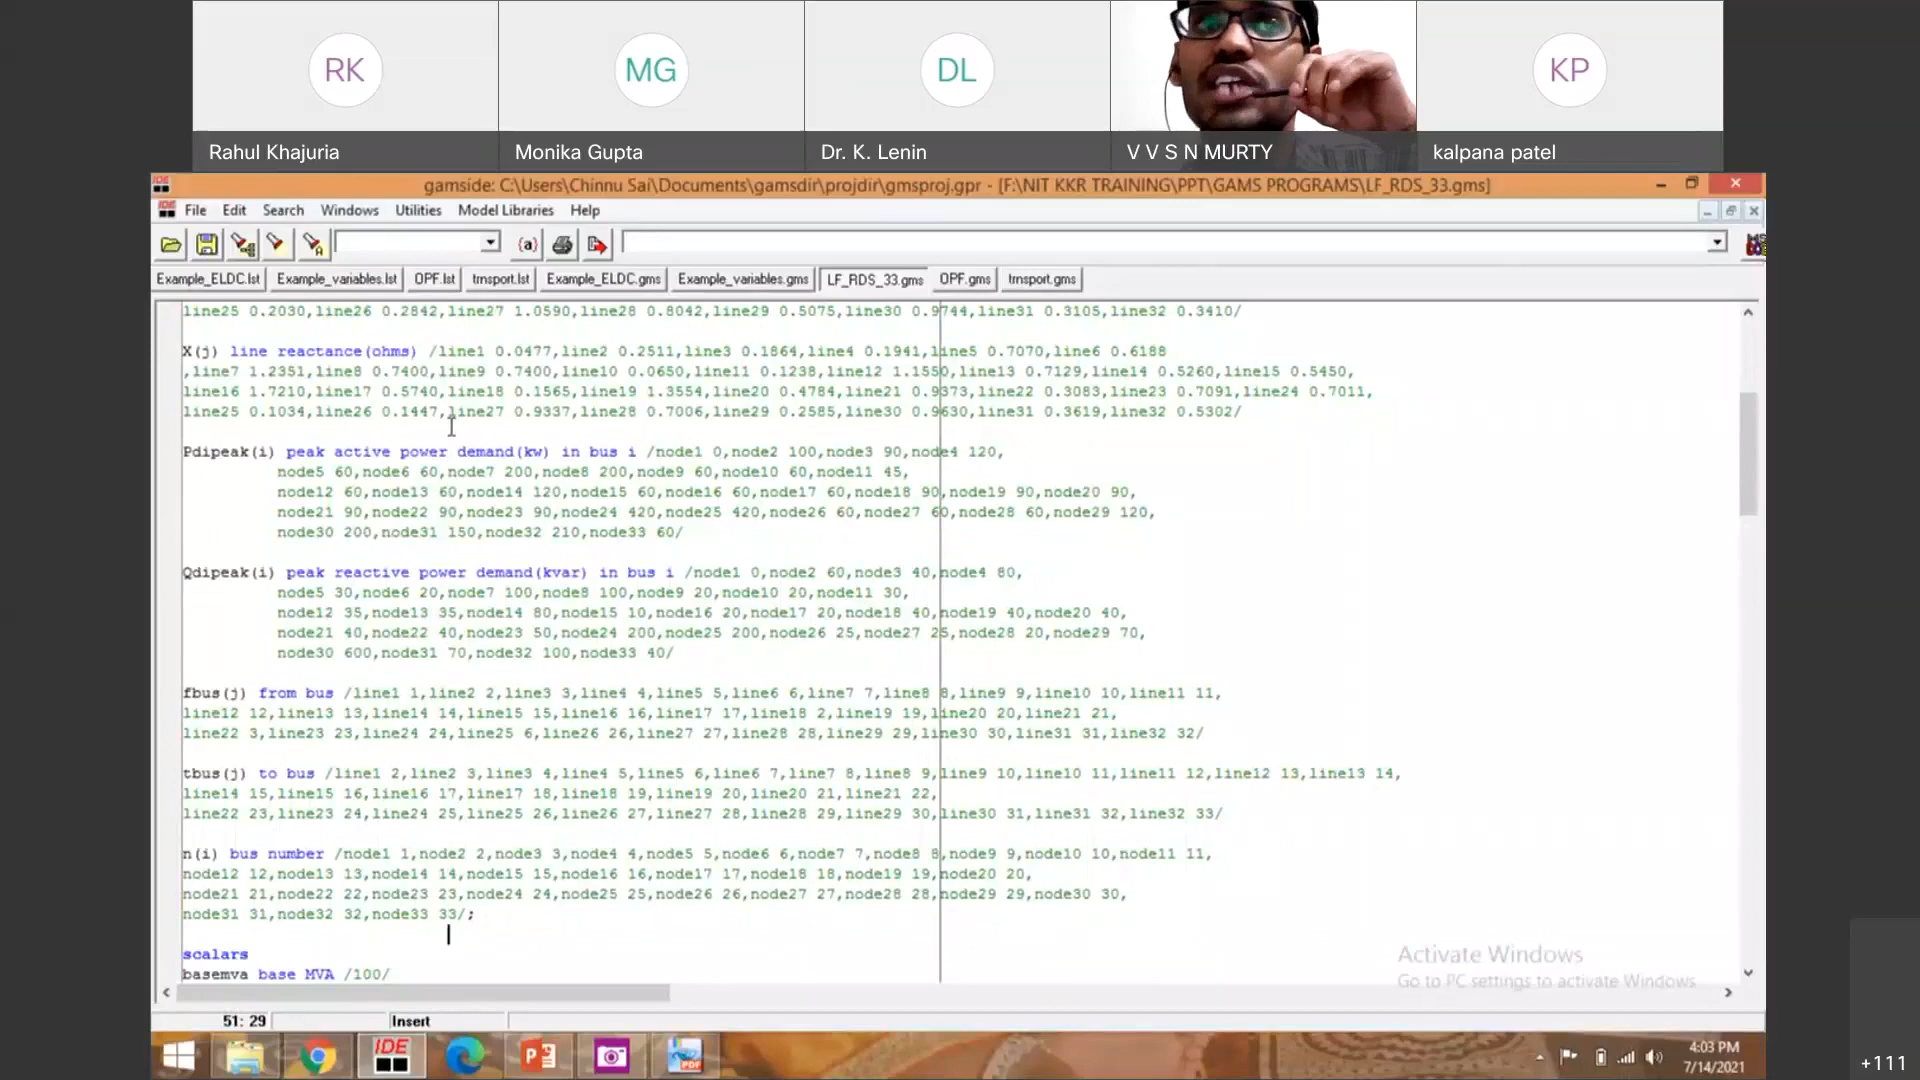 RK
MG
DL
KP
Rahul Khajuria
Monika Gupta
Dr. K. Lenin
V V S N MURTY
kalpana patel
IDE
gamside: C:\Users\Chinnu Sai\Documents\gamsdir\projdir\gmsproj.gpr - [F:\NIT KKR TRAINING\PPT\GAMS PROGRAMS\LF_RDS_33.gms]
IDE File Edit Search Windows Utilities Model Libraries Help
{a}
Example_ELDC.lst Example_variables.lst OPF.lst trnsport.lst Example_ELDC.gms Example_variables.gms LF_RDS_33.gms OPF.gms trnsport.gms
line25 0.2030,line26 0.2842,line27 1.0590,line28 0.8042,line29 0.5075,line30 0.9744,line31 0.3105,line32 0.3410/
X(j) line reactance(ohms) /line1 0.0477,line2 0.2511,line3 0.1864,line4 0.1941,line5 0.7070,line6 0.6188
,line7 1.2351,line8 0.7400,line9 0.7400,line10 0.0650,line11 0.1238,line12 1.1550,line13 0.7129,line14 0.5260,line15 0.5450,
line16 1.7210,line17 0.5740,line18 0.1565,line19 1.3554,line20 0.4784,line21 0.9373,line22 0.3083,line23 0.7091,line24 0.7011,
line25 0.1034,line26 0.1447,line27 0.9337,line28 0.7006,line29 0.2585,line30 0.9630,line31 0.3619,line32 0.5302/
Pdipeak(i) peak active power demand(kw) in bus i /node1 0,node2 100,node3 90,node4 120,
node5 60,node6 60,node7 200,node8 200,node9 60,node10 60,node11 45,
node12 60,node13 60,node14 120,node15 60,node16 60,node17 60,node18 90,node19 90,node20 90,
node21 90,node22 90,node23 90,node24 420,node25 420,node26 60,node27 60,node28 60,node29 120,
node30 200,node31 150,node32 210,node33 60/
Qdipeak(i) peak reactive power demand(kvar) in bus i /node1 0,node2 60,node3 40,node4 80,
node5 30,node6 20,node7 100,node8 100,node9 20,node10 20,node11 30,
node12 35,node13 35,node14 80,node15 10,node16 20,node17 20,node18 40,node19 40,node20 40,
node21 40,node22 40,node23 50,node24 200,node25 200,node26 25,node27 25,node28 20,node29 70,
node30 600,node31 70,node32 100,node33 40/
fbus(j) from bus /line1 1,line2 2,line3 3,line4 4,line5 5,line6 6,line7 7,line8 8,line9 9,line10 10,line11 11,
line12 12,line13 13,line14 14,line15 15,line16 16,line17 17,line18 2,line19 19,line20 20,line21 21,
line22 3,line23 23,line24 24,line25 6,line26 26,line27 27,line28 28,line29 29,line30 30,line31 31,line32 32/
tbus(j) to bus /line1 2,line2 3,line3 4,line4 5,line5 6,line6 7,line7 8,line8 9,line9 10,line10 11,line11 12,line12 13,line13 14,
line14 15,line15 16,line16 17,line17 18,line18 19,line19 20,line20 21,line21 22,
line22 23,line23 24,line24 25,line25 26,line26 27,line27 28,line28 29,line29 30,line30 31,line31 32,line32 33/
n(i) bus number /node1 1,node2 2,node3 3,node4 4,node5 5,node6 6,node7 7,node8 8,node9 9,node10 10,node11 11,
node12 12,node13 13,node14 14,node15 15,node16 16,node17 17,node18 18,node19 19,node20 20,
node21 21,node22 22,node23 23,node24 24,node25 25,node26 26,node27 27,node28 28,node29 29,node30 30,
node31 31,node32 32,node33 33/;
scalars
basemva base MVA /100/
Activate Windows
Go to PC settings to activate Windows.
51: 29 Insert
IDE
PDF
4:03 PM
7/14/2021
+111